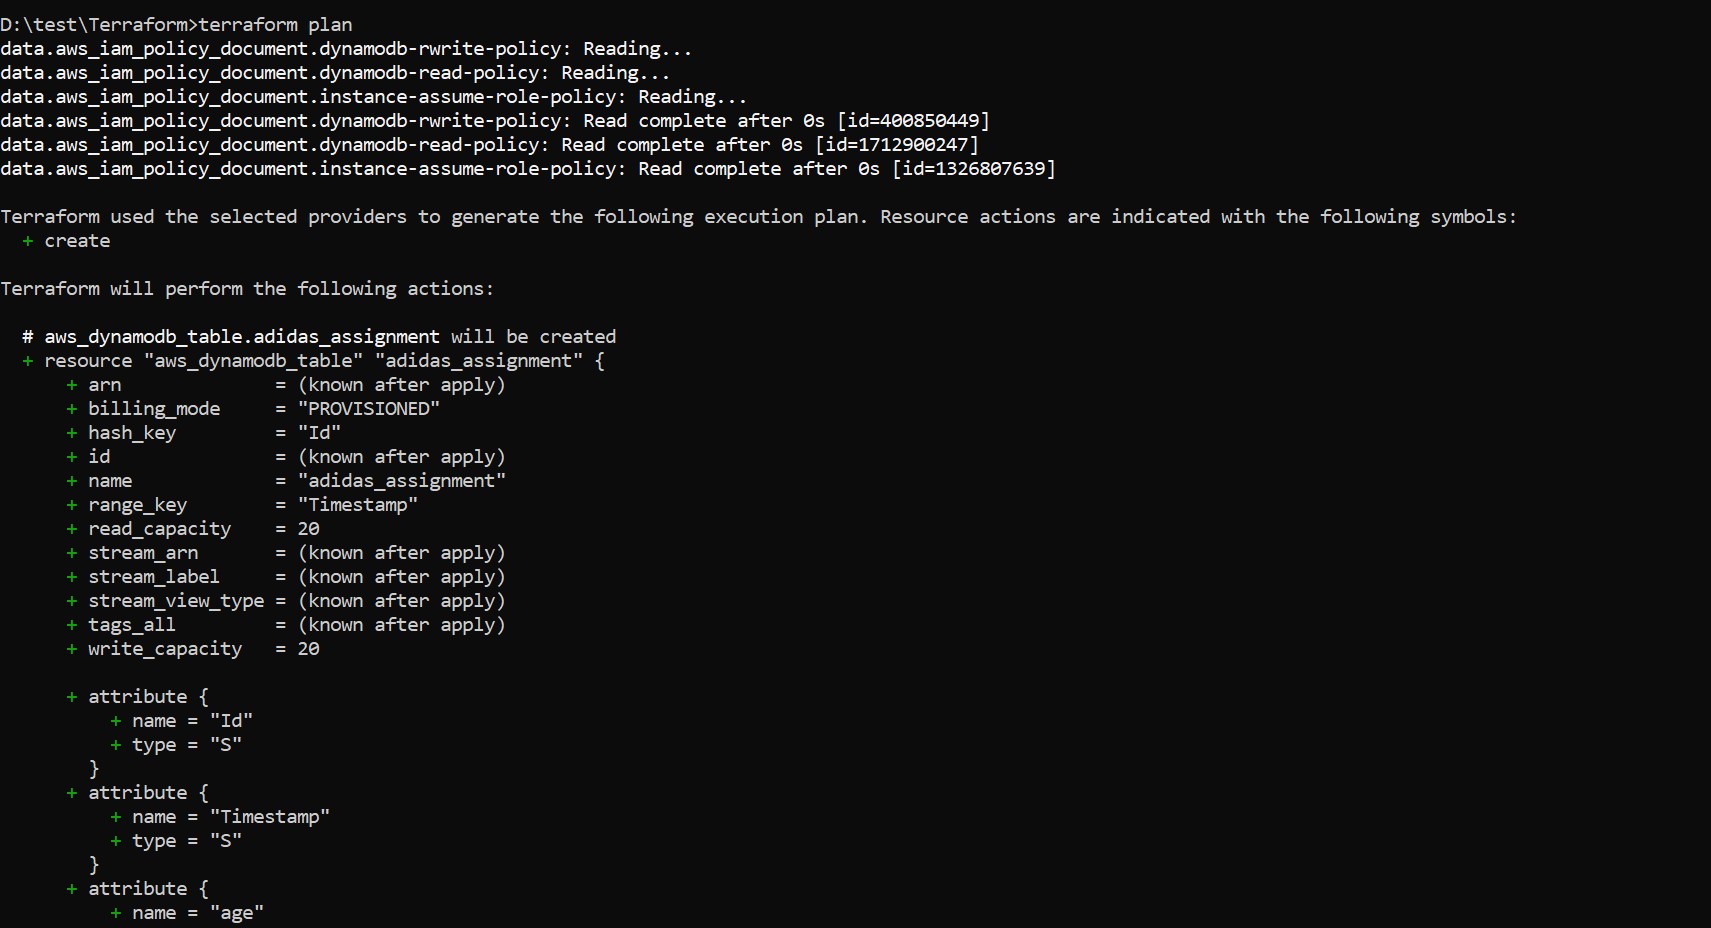 D:\test\Terraform>terraform plan
data.aws_iam_policy_document.dynamodb-rwrite-policy: Reading...
data.aws_iam_policy_document.dynamodb-read-policy: Reading...
data.aws_iam_policy_document.instance-assume-role-policy: Reading...
data.aws_iam_policy_document.dynamodb-rwrite-policy: Read complete after 0s [id=400850449]
data.aws_iam_policy_document.dynamodb-read-policy: Read complete after 0s [id=1712900247]
data.aws_iam_policy_document.instance-assume-role-policy: Read complete after 0s [id=1326807639]

Terraform used the selected providers to generate the following execution plan. Resource actions are indicated with the following symbols:
  + create

Terraform will perform the following actions:

  # aws_dynamodb_table.adidas_assignment will be created
  + resource "aws_dynamodb_table" "adidas_assignment" {
      + arn              = (known after apply)
      + billing_mode     = "PROVISIONED"
      + hash_key         = "Id"
      + id               = (known after apply)
      + name             = "adidas_assignment"
      + range_key        = "Timestamp"
      + read_capacity    = 20
      + stream_arn       = (known after apply)
      + stream_label     = (known after apply)
      + stream_view_type = (known after apply)
      + tags_all         = (known after apply)
      + write_capacity   = 20

      + attribute {
          + name = "Id"
          + type = "S"
        }
      + attribute {
          + name = "Timestamp"
          + type = "S"
        }
      + attribute {
          + name = "age"